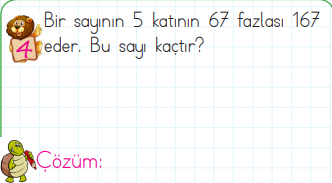 Bir sayının 5 katının 67 fazlası 167
4 eder. Bu sayı kaçtır?
Çözüm: